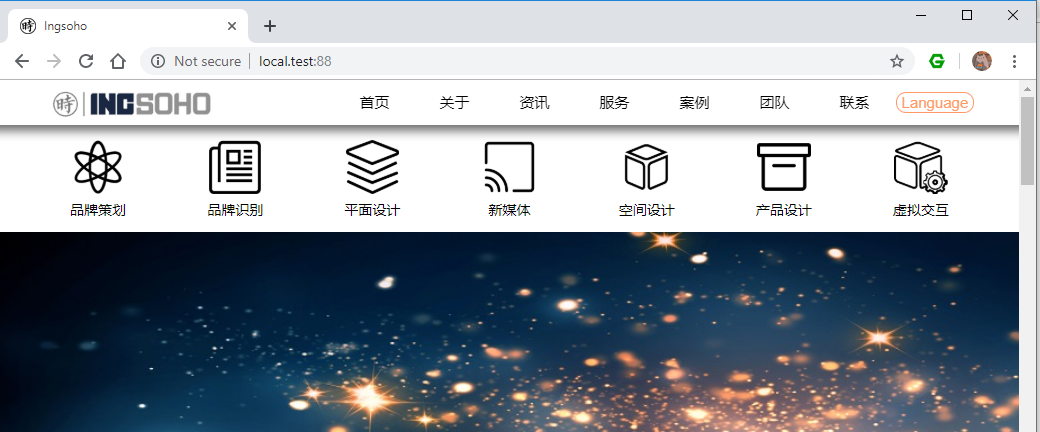 Ingsoho
Not secure local.test:88
時 INGSOHO 首页 关于 资讯 服务 案例 团队 联系 Language
品牌策划 品牌识别 平面设计 新媒体 空间设计 产品设计 虚拟交互